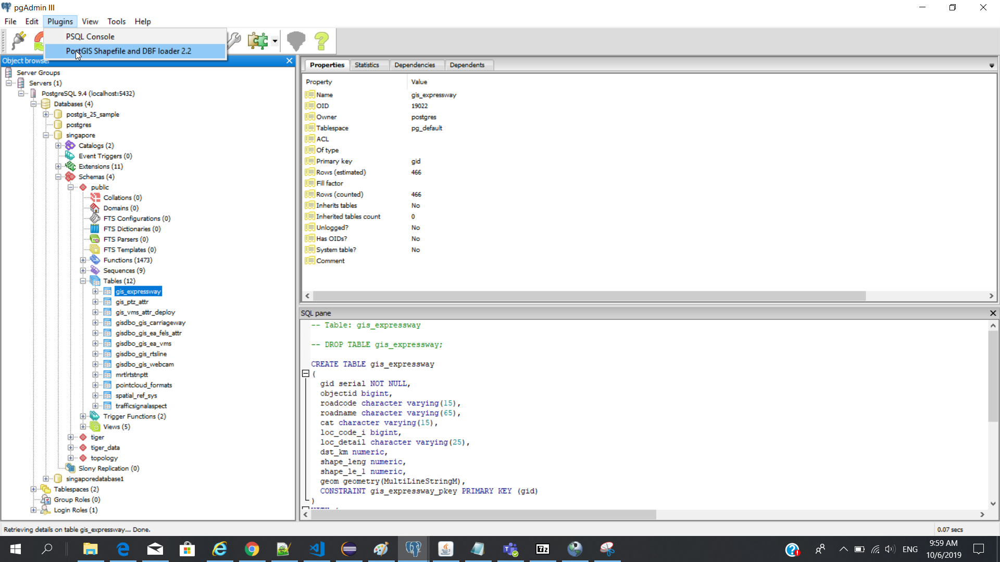 pgAdmin III
File Edit Plugins View Tools Help
PSQL Console
PostGIS Shapefile and DBF loader 2.2
Object browser
Server Groups
Servers (1)
PostgreSQL 9.4 (localhost:5432)
Databases (4)
postgis_25_sample
postgres
singapore
Catalogs (2)
Event Triggers (0)
Extensions (11)
Schemas (4)
public
Collations (0)
Domains (0)
FTS Configurations (0)
FTS Dictionaries (0)
FTS Parsers (0)
FTS Templates (0)
Functions (1473)
Sequences (9)
Tables (12)
gis_expressway
gis_ptz_attr
gis_vms_attr_deploy
gisdbo_gis_carriageway
gisdbo_gis_ea_fels_attr
gisdbo_gis_ea_vms
gisdbo_gis_rtsline
gisdbo_gis_webcam
mrtlrtstnptt
pointcloud_formats
spatial_ref_sys
trafficsignalaspect
Trigger Functions (2)
Views (5)
tiger
tiger_data
topology
Slony Replication (0)
singaporedatabase1
Tablespaces (2)
Group Roles (0)
Login Roles (1)
Properties Statistics Dependencies Dependents
Property Value
Name gis_expressway
OID 19022
Owner postgres
Tablespace pg_default
ACL
Of type
Primary key gid
Rows (estimated) 466
Fill factor
Rows (counted) 466
Inherits tables No
Inherited tables count 0
Unlogged? No
Has OIDs? No
System table? No
Comment
SQL pane
-- Table: gis_expressway
-- DROP TABLE gis_expressway;
CREATE TABLE gis_expressway
(
gid serial NOT NULL,
objectid bigint,
roadcode character varying(15),
roadname character varying(65),
cat character varying(15),
loc_code_i bigint,
loc_detail character varying(25),
dst_km numeric,
shape_leng numeric,
shape_le_1 numeric,
geom geometry(MultiLineStringM),
CONSTRAINT gis_expressway_pkey PRIMARY KEY (gid)
)
Retrieving details on table gis_expressway... Done.
0.07 secs
ENG
9:59 AM
10/6/2019